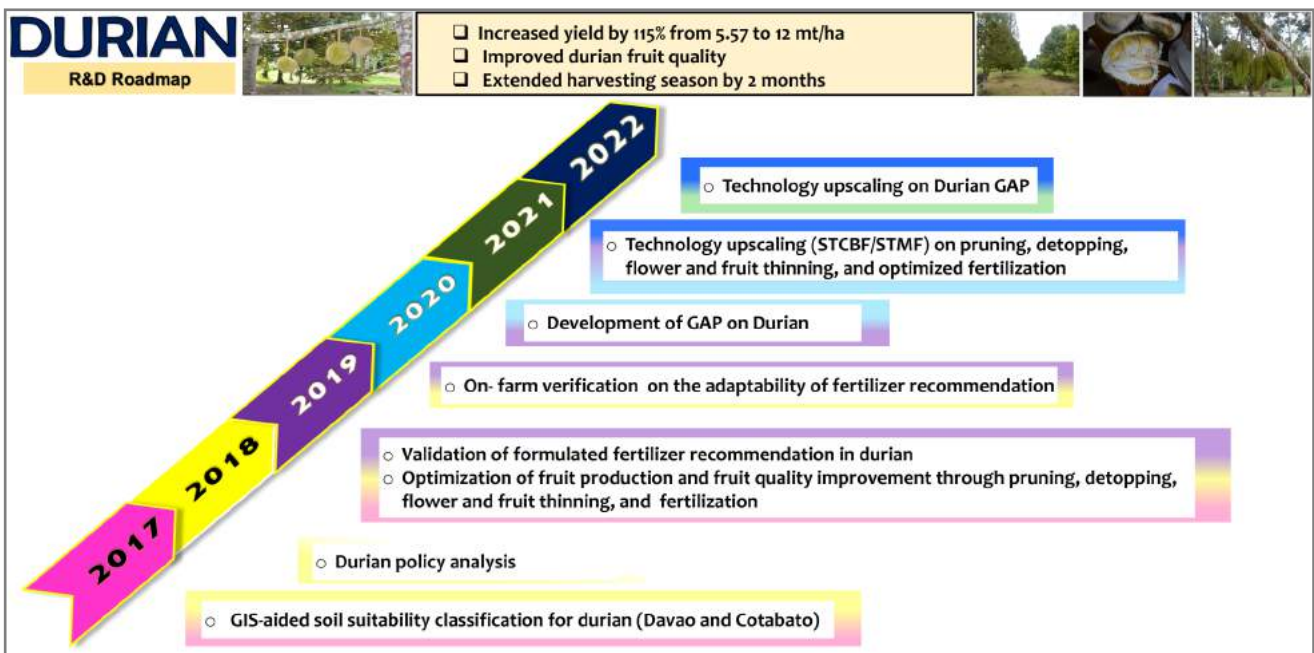 DURIAN
R&D Roadmap
❑ Increased yield by 115% from 5.57 to 12 mt/ha
❑ Improved durian fruit quality
❑ Extended harvesting season by 2 months
2022
2021
2020
2019
2018
2017
○ Technology upscaling on Durian GAP
○ Technology upscaling (STCBF/STMF) on pruning, detopping,
flower and fruit thinning, and optimized fertilization
○ Development of GAP on Durian
○ On- farm verification on the adaptability of fertilizer recommendation
○ Validation of formulated fertilizer recommendation in durian
○ Optimization of fruit production and fruit quality improvement through pruning, detopping,
flower and fruit thinning, and fertilization
○ Durian policy analysis
○ GIS-aided soil suitability classification for durian (Davao and Cotabato)